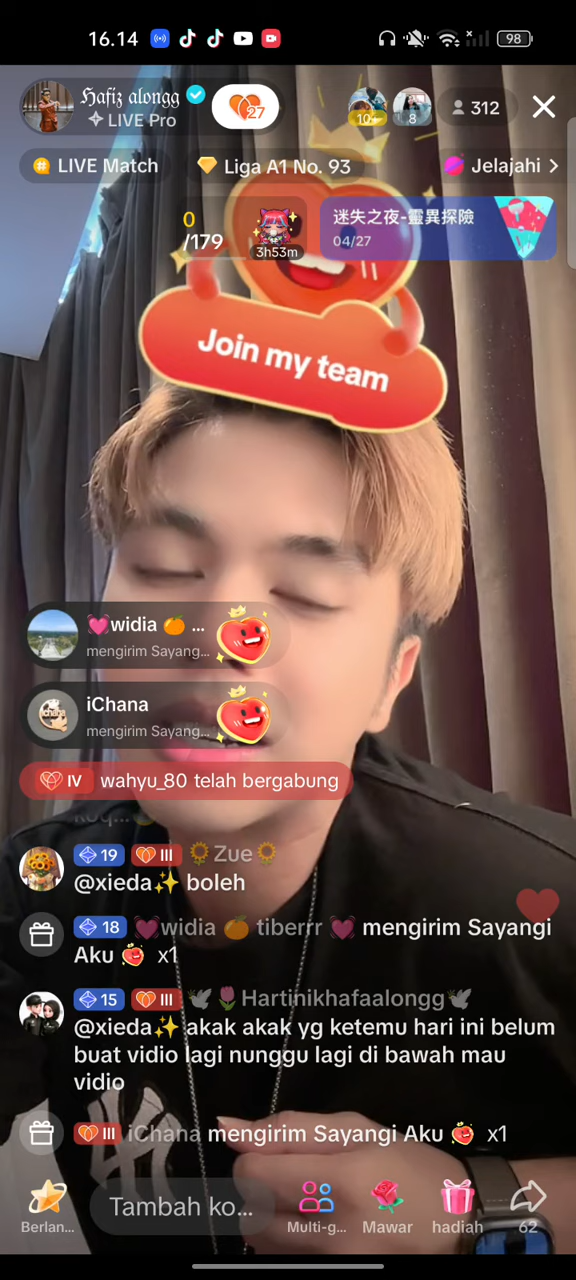 16.14
98
Hafiz alongg
LIVE Pro
27
10+
8
312
LIVE Match
Liga A1 No. 93
Jelajahi >
0
/179
3h53m
迷失之夜-靈異探險
04/27
Join my team
💓widia 🍊 ...
mengirim Sayang...
iChana
mengirim Sayang...
IV wahyu_80 telah bergabung
19 III 🌻Zue🌻
@xieda✨ boleh
18 💓widia 🍊 tiberrr 💓 mengirim Sayangi
Aku x1
15 III 🕊🌷Hartinikhafaalongg🕊
@xieda✨ akak akak yg ketemu hari ini belum
buat vidio lagi nunggu lagi di bawah mau
vidio
III iChana mengirim Sayangi Aku x1
Berlan...
Tambah ko...
Multi-g...
Mawar
hadiah
62